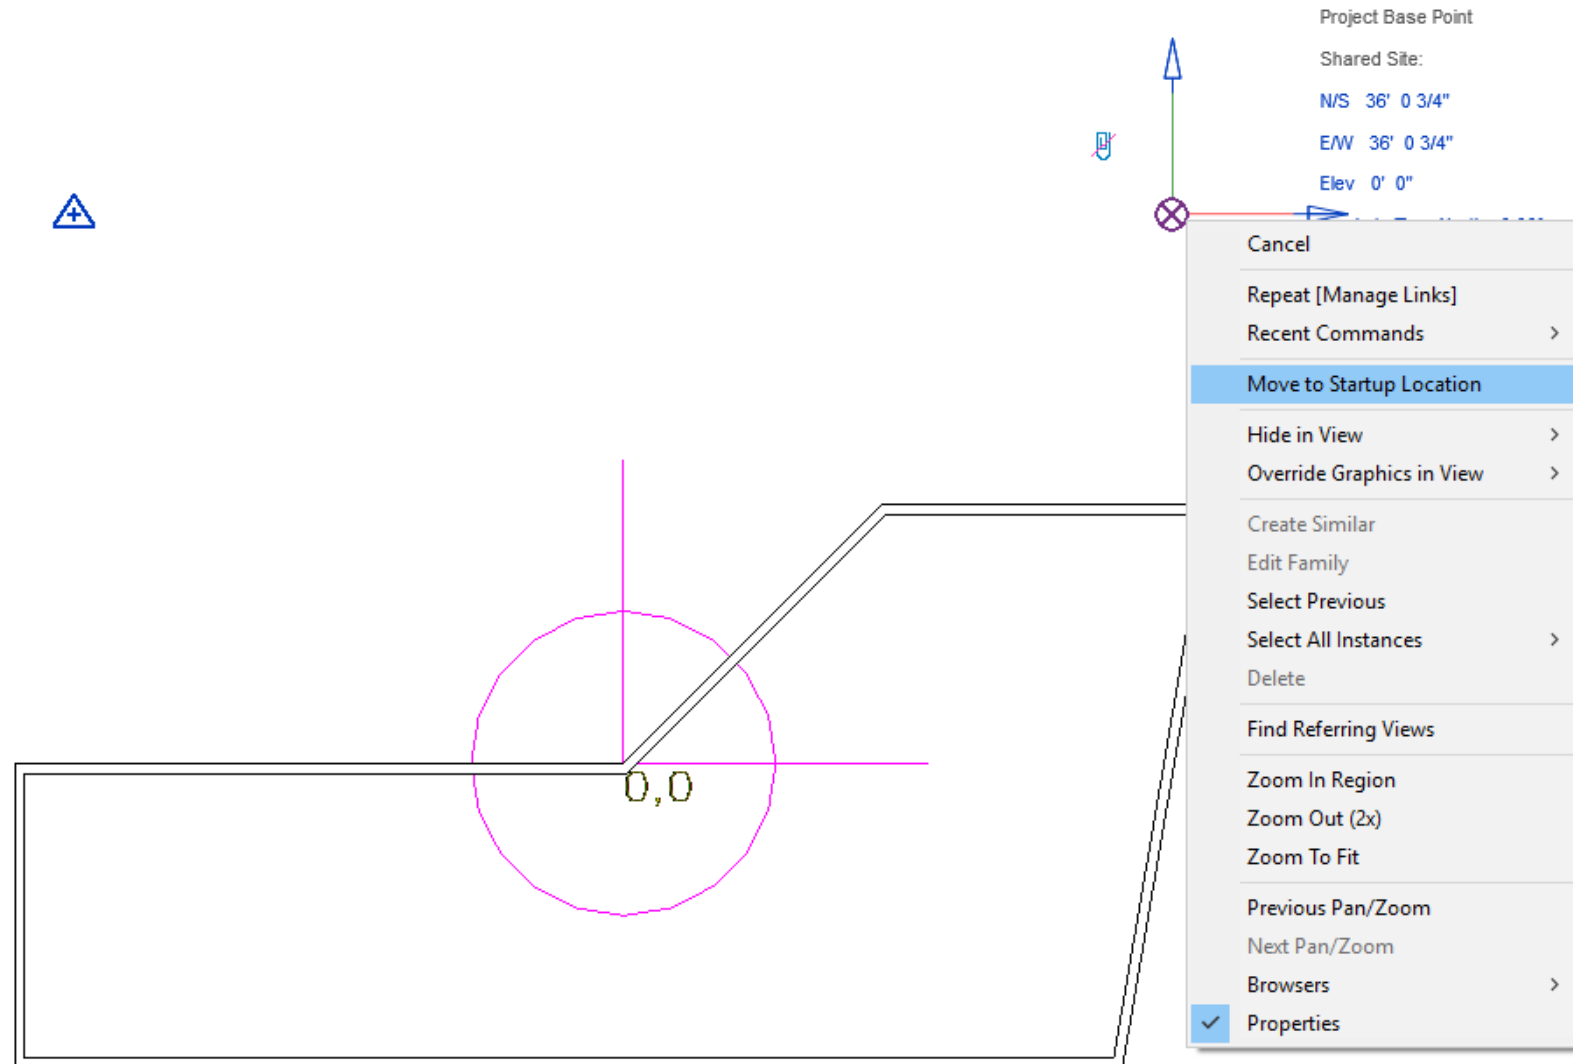 Project Base Point
Shared Site:
N/S 36' 0 3/4"
E/W 36' 0 3/4"
Elev 0' 0"
Cancel
Repeat [Manage Links]
Recent Commands
Move to Startup Location
Hide in View
Override Graphics in View
Create Similar
Edit Family
Select Previous
Select All Instances
Delete
Find Referring Views
Zoom In Region
Zoom Out (2x)
Zoom To Fit
Previous Pan/Zoom
Next Pan/Zoom
Browsers
Properties
0,0